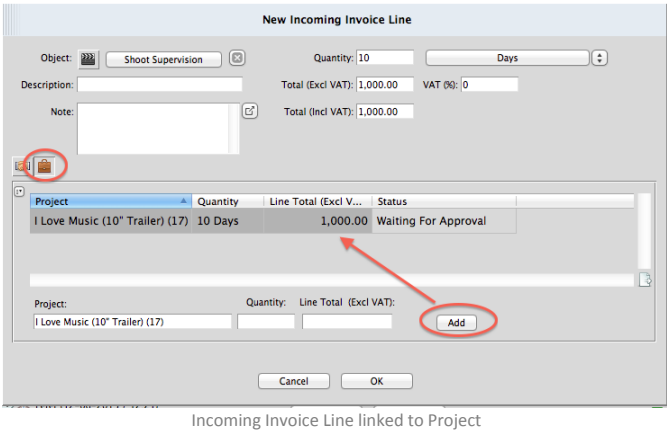 New Incoming Invoice Line
Object: Shoot Supervision Quantity: 10 Days
Description: Total (Excl VAT): 1,000.00 VAT (%): 0
Note: Total (Incl VAT): 1,000.00
Project Quantity Line Total (Excl V... Status
I Love Music (10" Trailer) (17) 10 Days 1,000.00 Waiting For Approval
Project: Quantity: Line Total (Excl VAT):
I Love Music (10" Trailer) (17) Add
Cancel OK
Incoming Invoice Line linked to Project